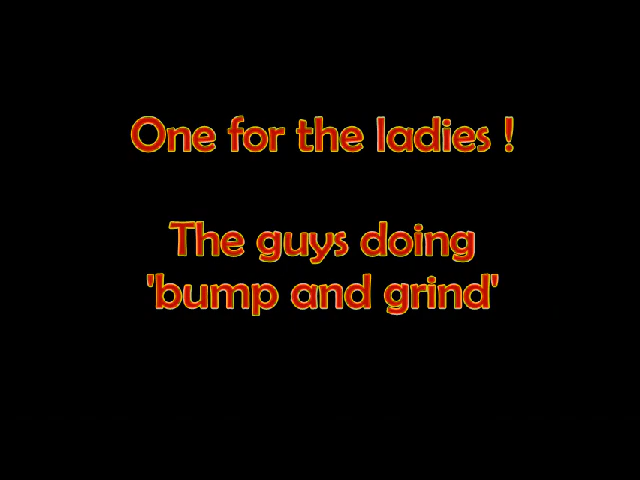 One for the ladies !
The guys doing
'bump and grind'